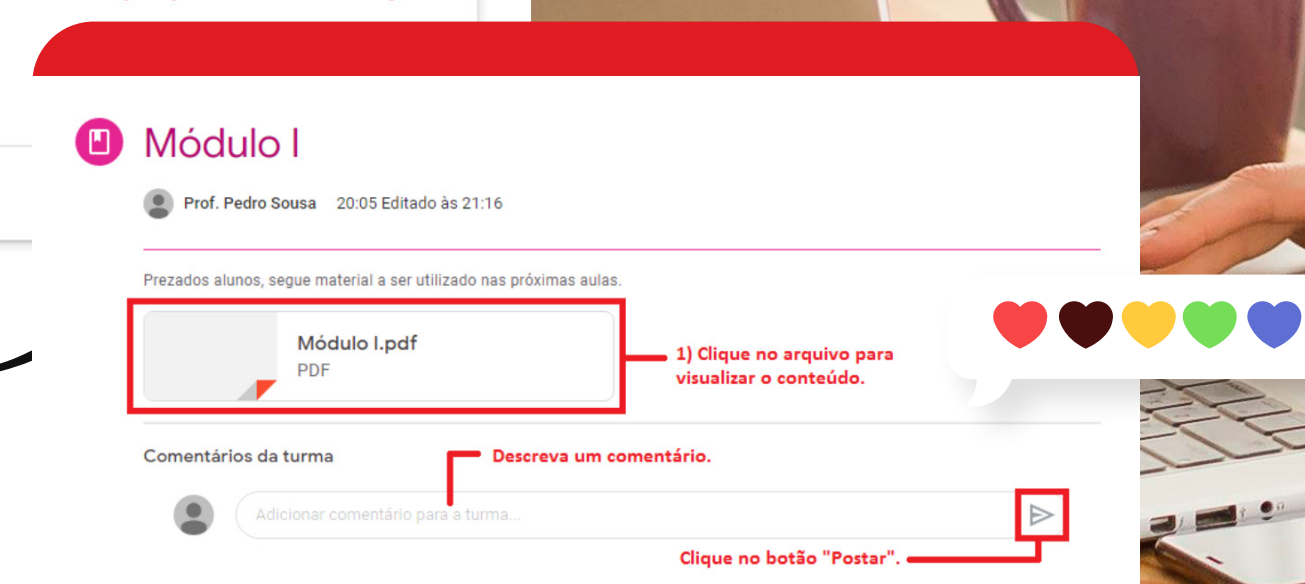 Módulo I
Prof. Pedro Sousa 20:05 Editado às 21:16
Prezados alunos, segue material a ser utilizado nas próximas aulas.
Módulo I.pdf
PDF
1) Clique no arquivo para
visualizar o conteúdo.
Comentários da turma
Descreva um comentário.
Adicionar comentário para a turma...
Clique no botão "Postar".